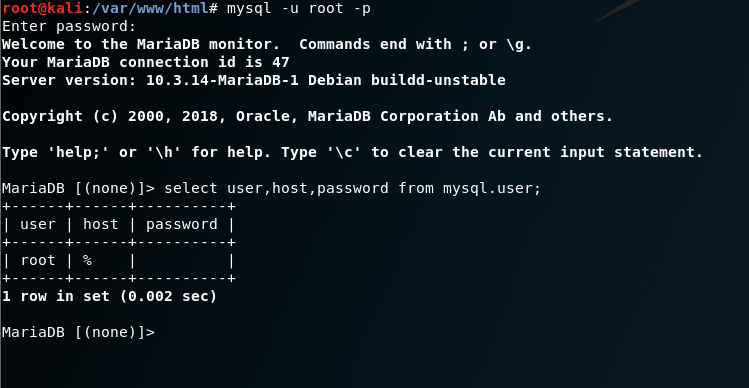 root@kali:/var/www/html# mysql -u root -p
Enter password:
Welcome to the MariaDB monitor.  Commands end with ; or \g.
Your MariaDB connection id is 47
Server version: 10.3.14-MariaDB-1 Debian buildd-unstable
Copyright (c) 2000, 2018, Oracle, MariaDB Corporation Ab and others.
Type 'help;' or '\h' for help. Type '\c' to clear the current input statement.
MariaDB [(none)]> select user,host,password from mysql.user;
+------+------+----------+
| user | host | password |
+------+------+----------+
| root | %    |          |
+------+------+----------+
1 row in set (0.002 sec)
MariaDB [(none)]>